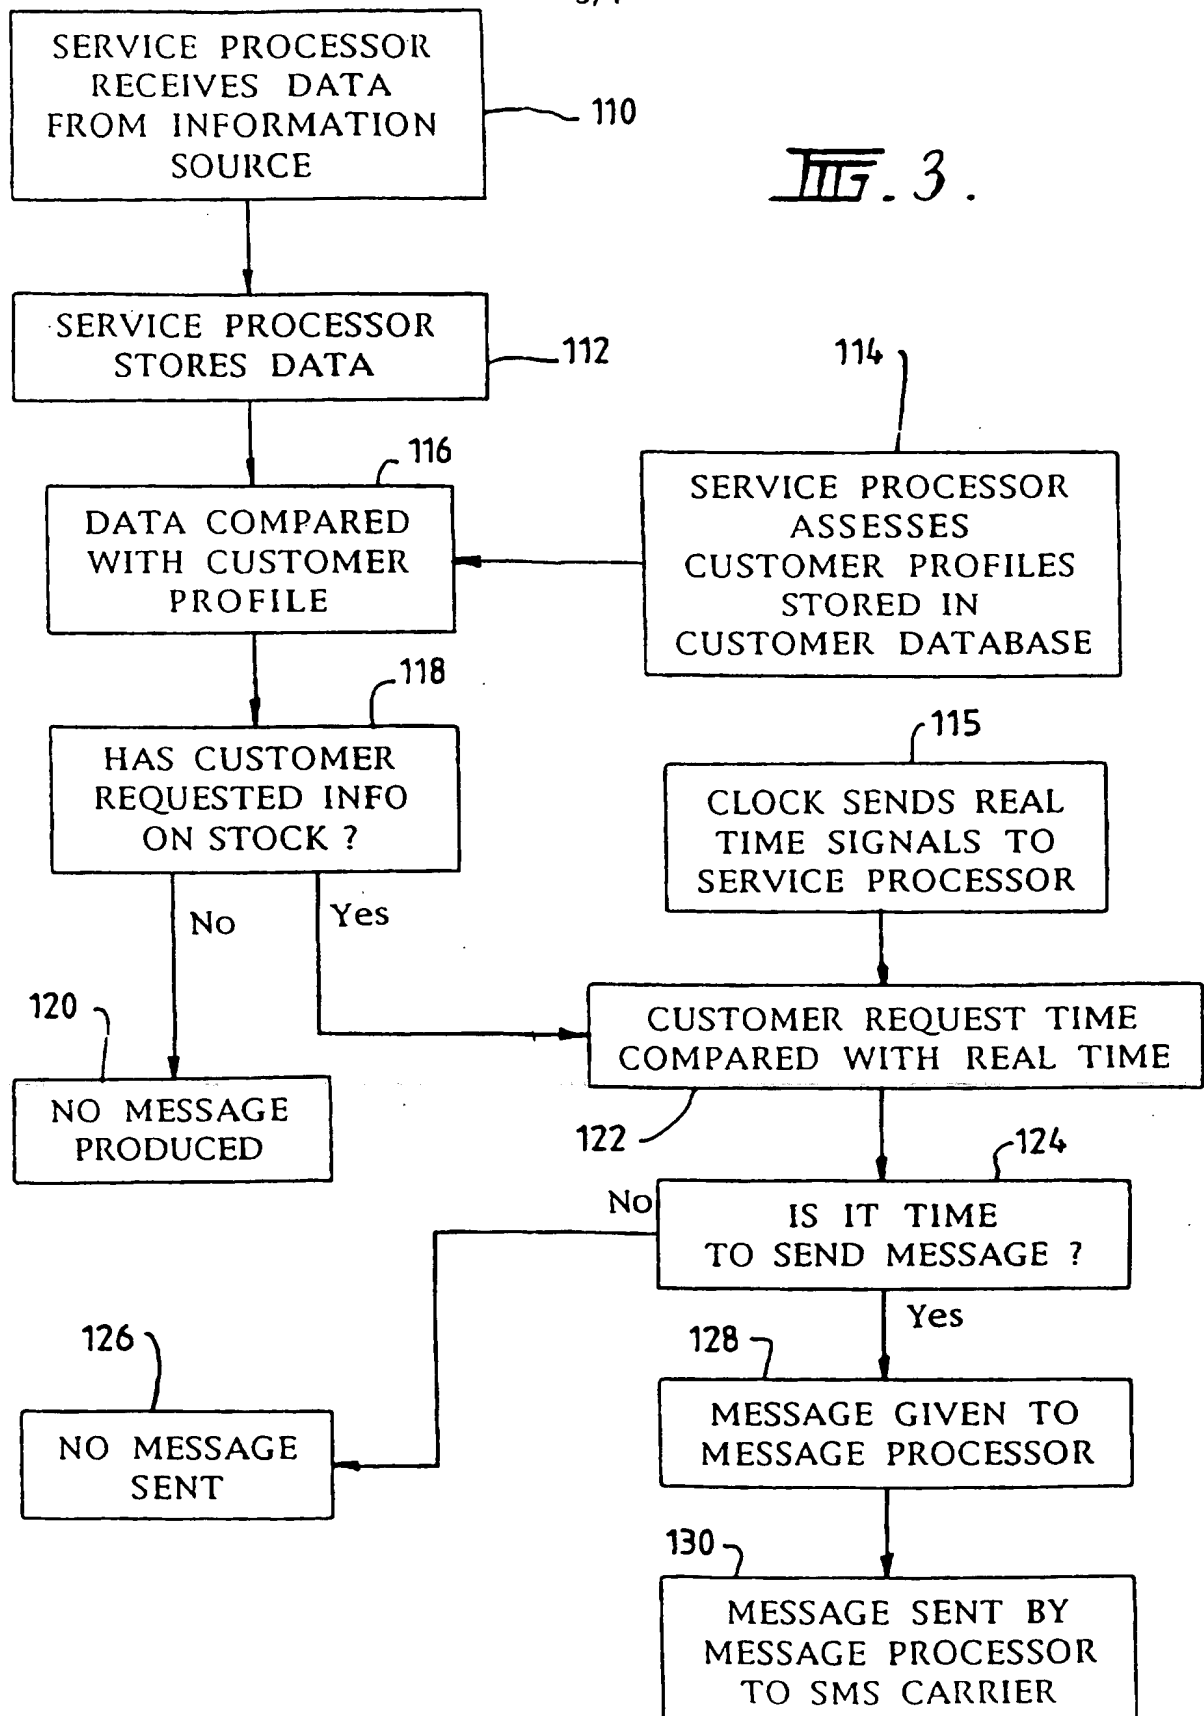 SERVICE PROCESSOR
RECEIVES DATA
FROM INFORMATION
SOURCE
110
FIG. 3.
SERVICE PROCESSOR
STORES DATA
112
114
116
DATA COMPARED
WITH CUSTOMER
PROFILE
SERVICE PROCESSOR
ASSESSES
CUSTOMER PROFILES
STORED IN
CUSTOMER DATABASE
118
HAS CUSTOMER
REQUESTED INFO
ON STOCK ?
115
CLOCK SENDS REAL
TIME SIGNALS TO
SERVICE PROCESSOR
No
Yes
120
NO MESSAGE
PRODUCED
CUSTOMER REQUEST TIME
COMPARED WITH REAL TIME
122
124
No
IS IT TIME
TO SEND MESSAGE ?
Yes
126
NO MESSAGE
SENT
128
MESSAGE GIVEN TO
MESSAGE PROCESSOR
130
MESSAGE SENT BY
MESSAGE PROCESSOR
TO SMS CARRIER